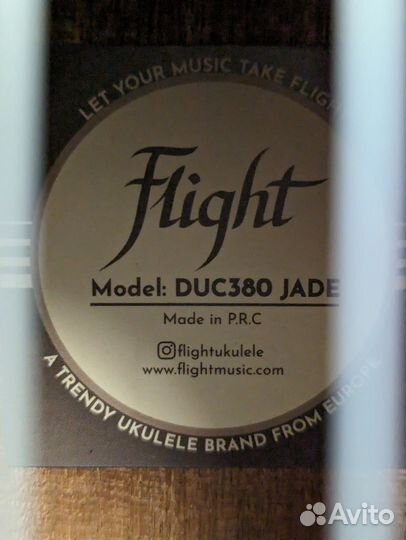 LET YOUR MUSIC TAKE FLIGHT
Flight
Model: DUC380 JADE
Made in P.R.C
flightukulele
www.flightmusic.com
A TRENDY UKULELE BRAND FROM EUROPE
Avito